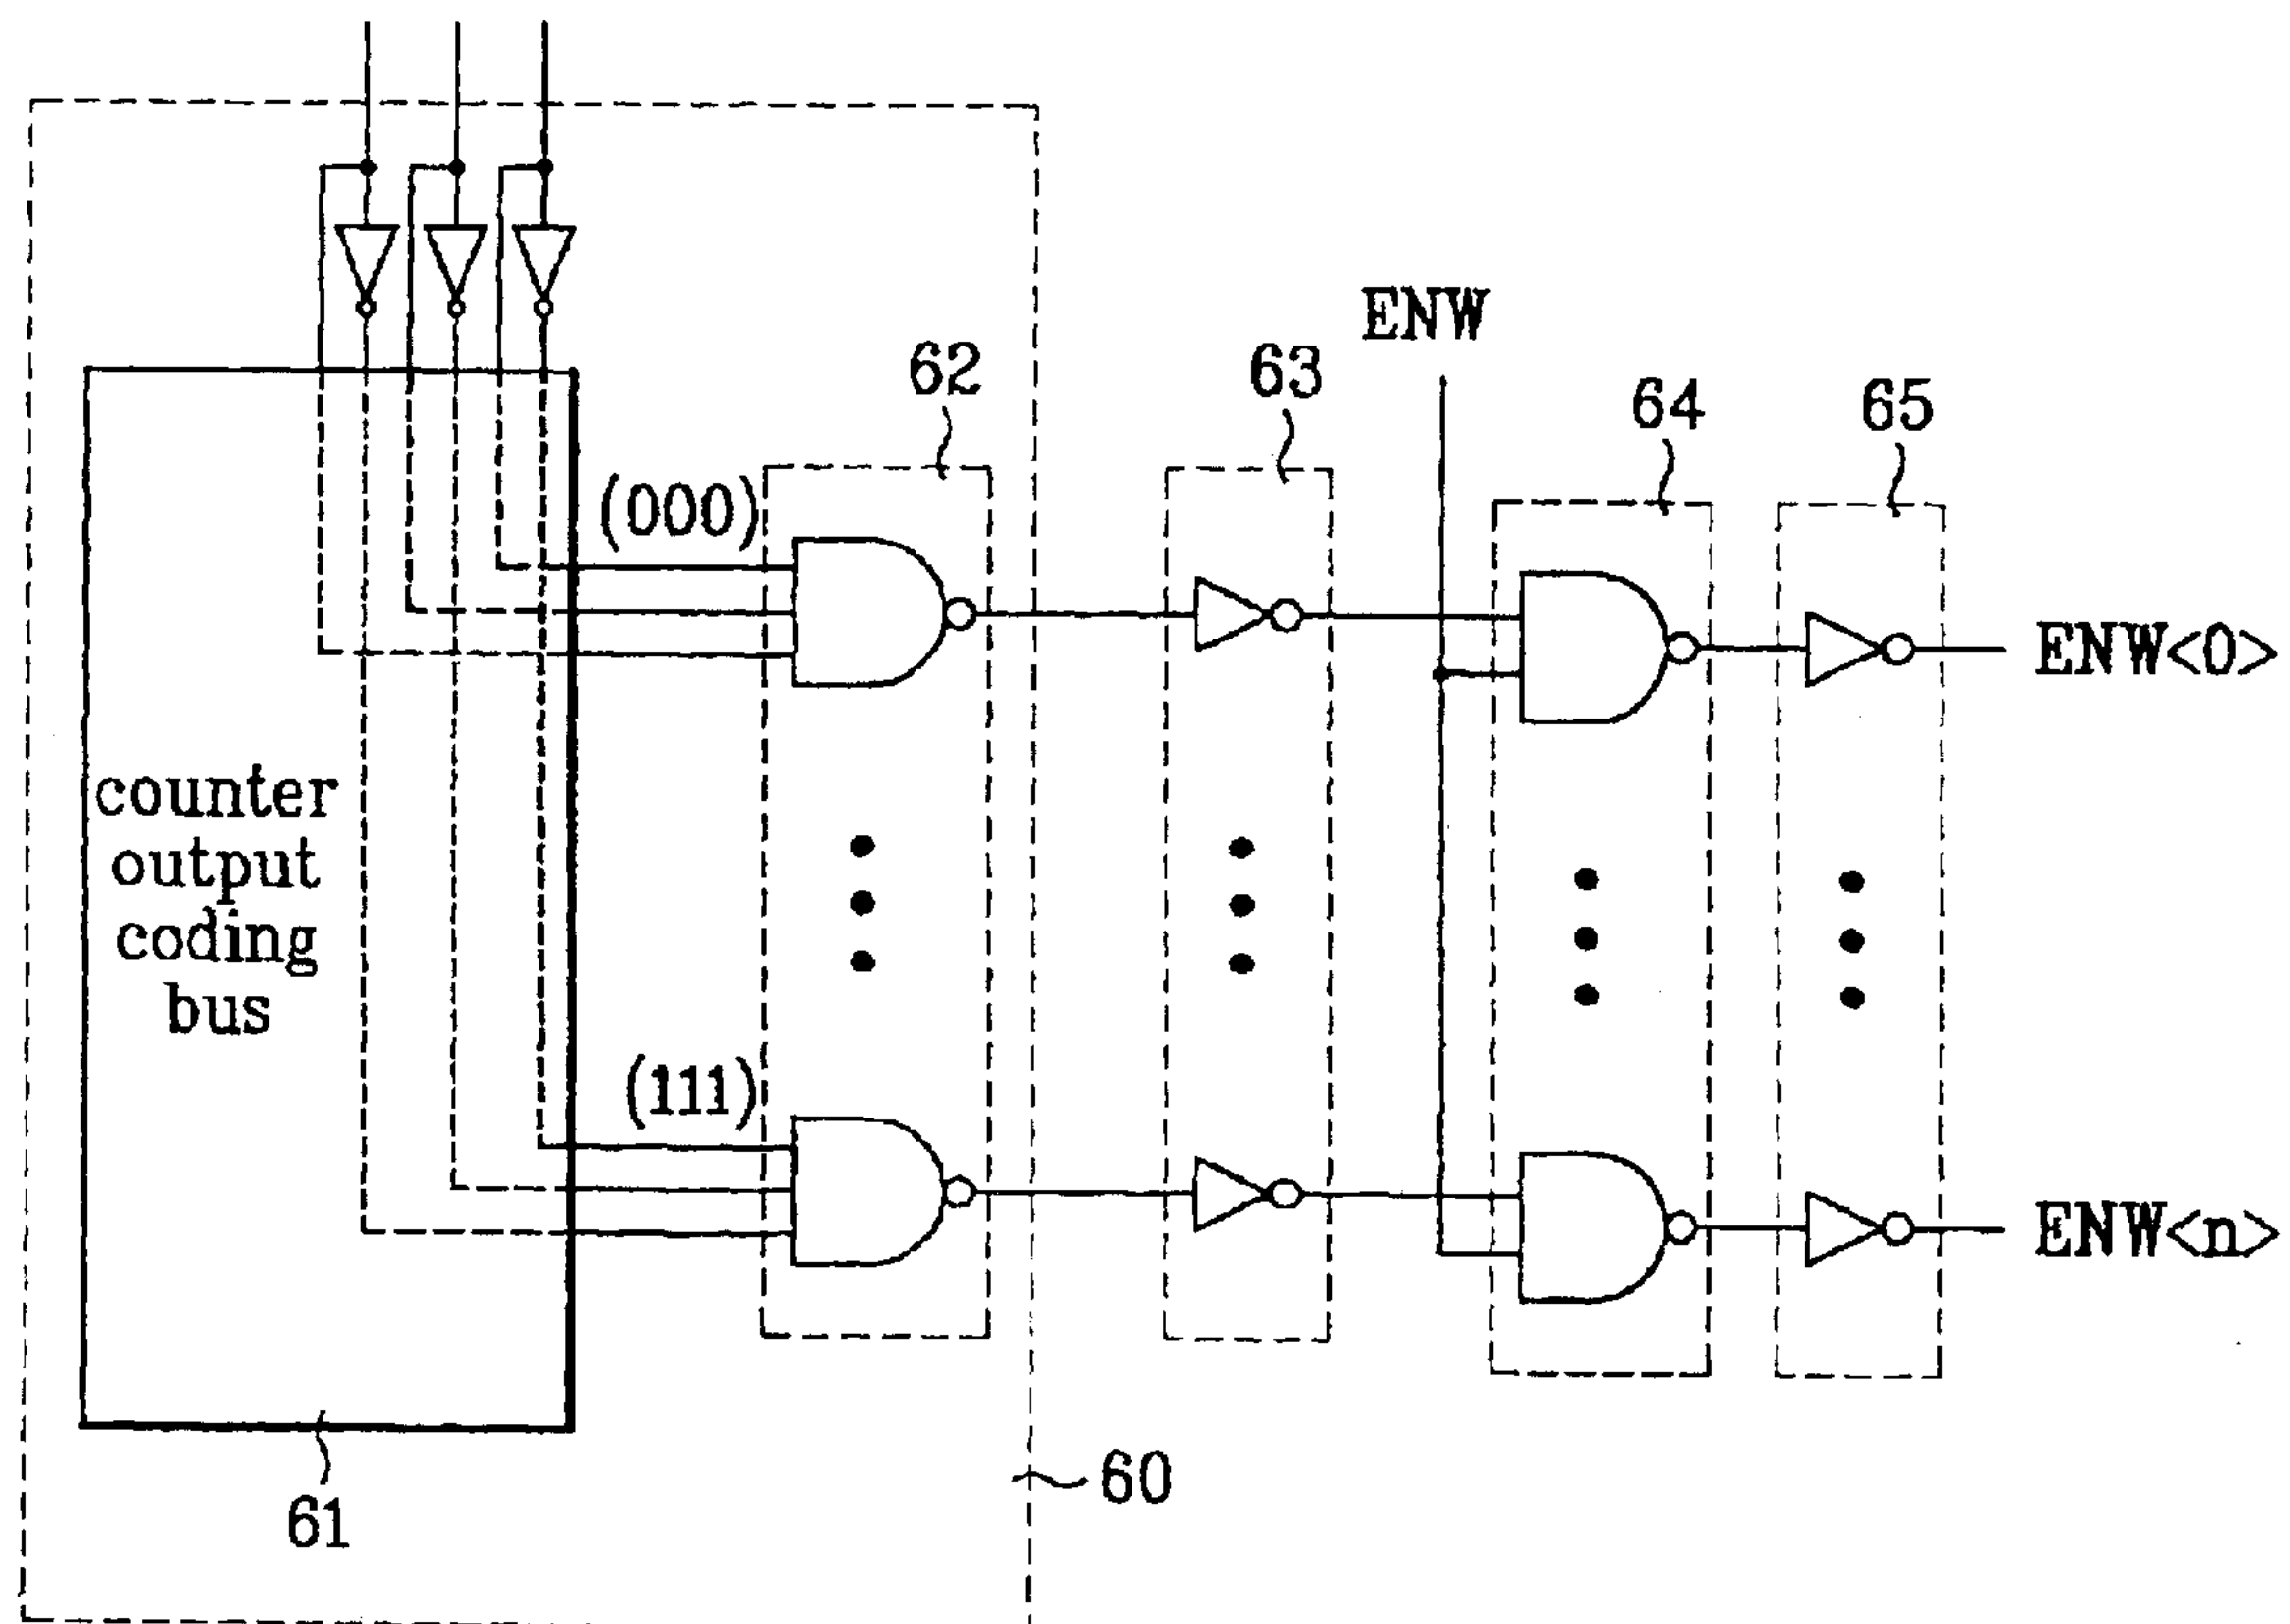 ENW
62
63
64
65
(000)
ENW<0>
counter
output
coding
bus
(111)
ENW<n>
60
61